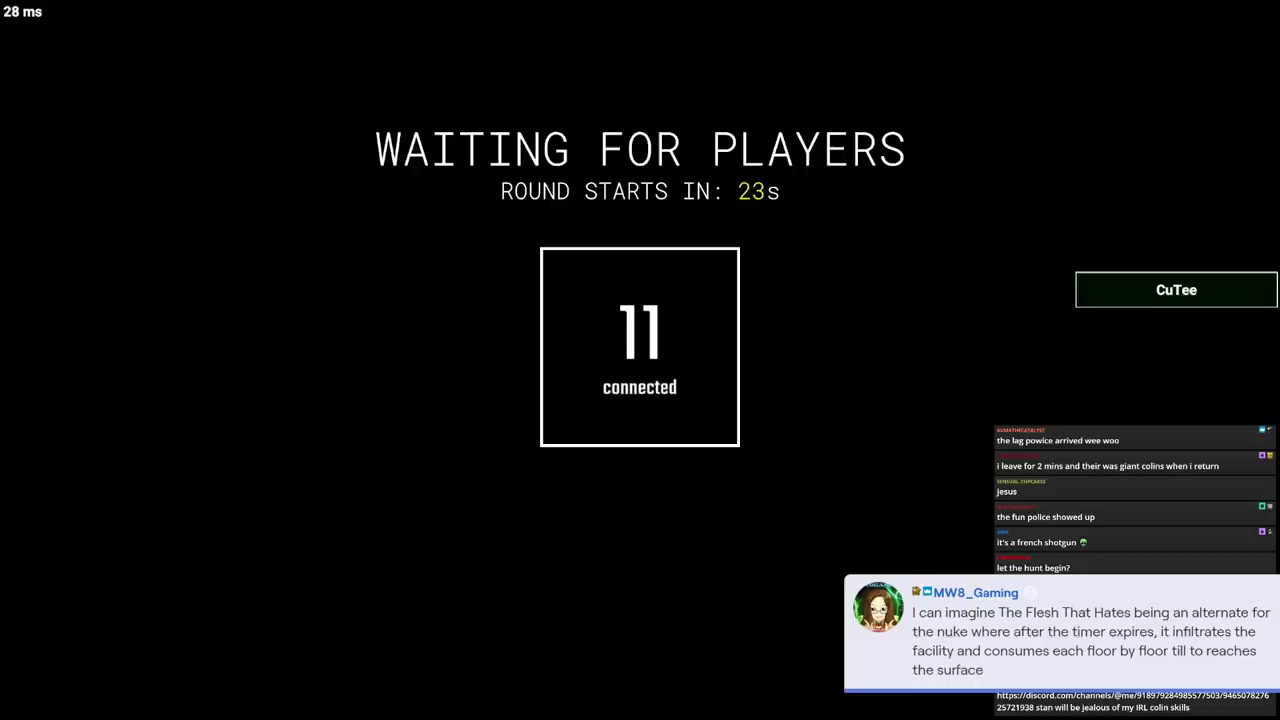 28 ms
WAITING FOR PLAYERS
ROUND STARTS IN: 23s
11
connected
CuTee
the lag powice arrived wee woo
i leave for 2 mins and their was giant colins when i return
SENSUAL_CUPCAKE
jesus
the fun police showed up
it's a french shotgun
let the hunt begin?
MW8_Gaming
I can imagine The Flesh That Hates being an alternate for
the nuke where after the timer expires, it infiltrates the
facility and consumes each floor by floor till to reaches
the surface
https://discord.com/channels/@me/918979284985577503/9465078276
25721938 stan will be jealous of my IRL colin skills